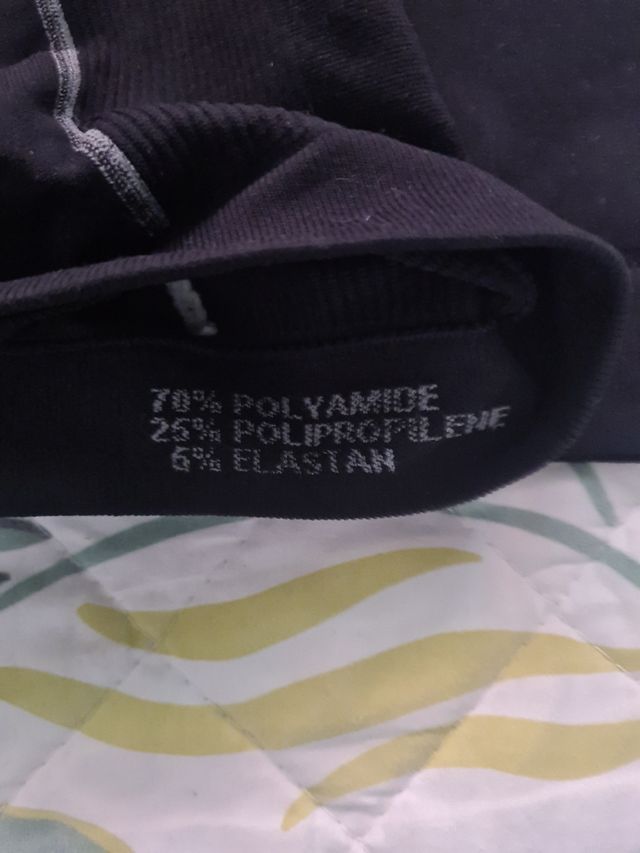 70% POLYAMIDE
25% POLIPROPILENE
5% ELASTAN